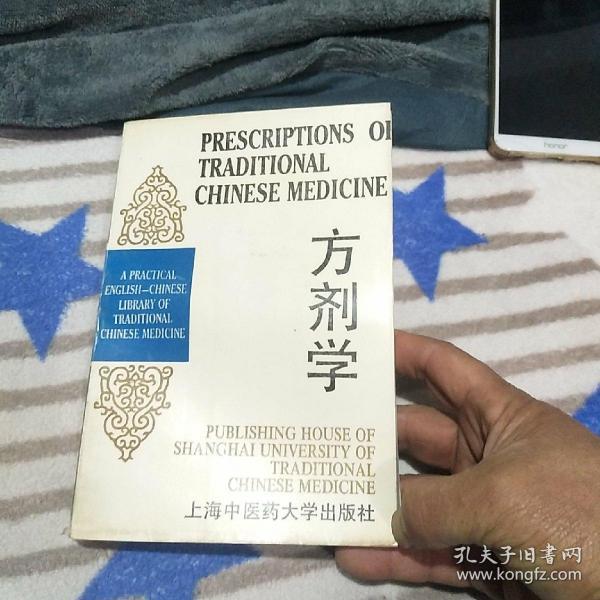 PRESCRIPTIONS O
TRADITIONAL
CHINESE MEDICINE
方剂学
A PRACTICAL
ENGLISH—CHINESE
LIBRARY OF
TRADITIONAL
CHINESE MEDICINE
PUBLISHING HOUSE OF
SHANGHAI UNIVERSITY OF
TRADITIONAL
CHINESE MEDICINE
上海中医药大学出版社
honor
孔夫子旧书网
www.kongfz.com